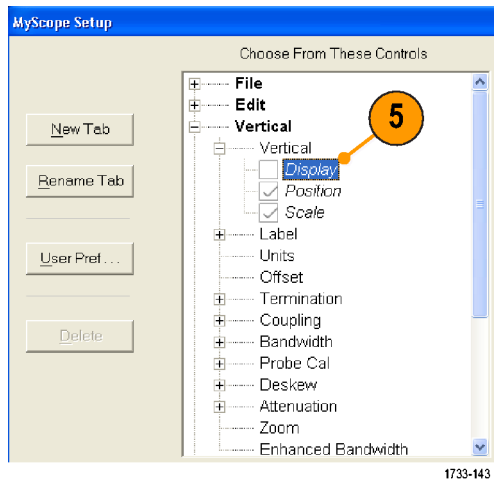 MyScope Setup
Choose From These Controls
File
Edit
5
New Tab
Vertical
Vertical
Display
Rename Tab
Position
Scale
Label
User Pref...
Units
Offset
Termination
Delete
Coupling
Bandwidth
Probe Cal
Deskew
Attenuation
Zoom
Enhanced Bandwidth
1733-143